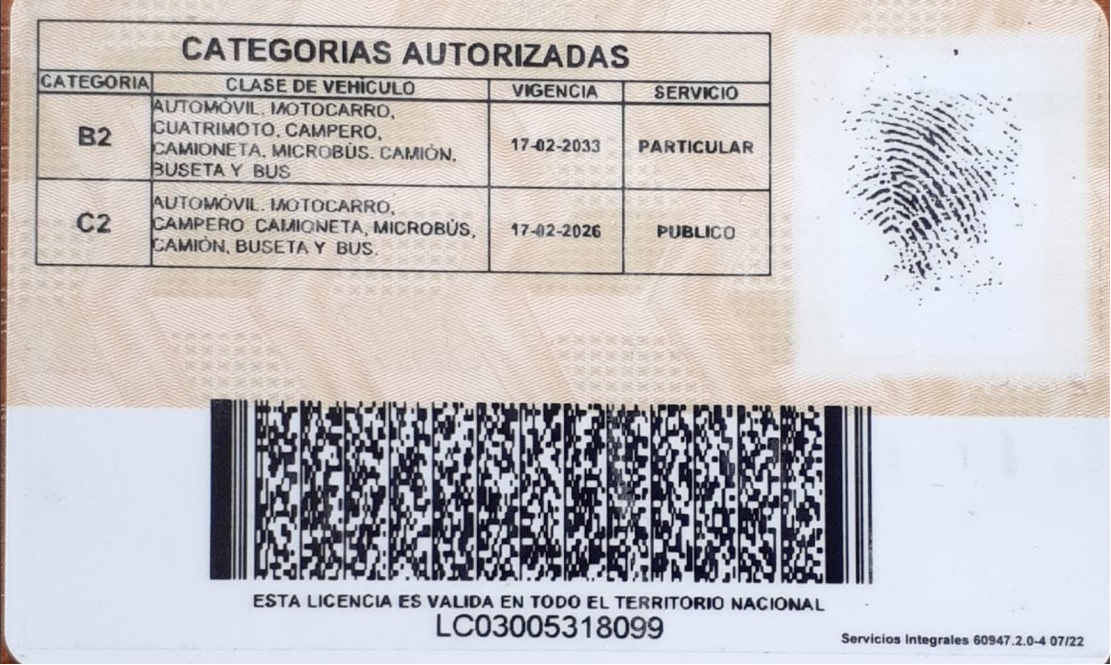 CATEGORIAS AUTORIZADAS
CATEGORIA CLASE DE VEHÍCULO VIGENCIA SERVICIO
B2
AUTOMÓVIL, MOTOCARRO,
CUATRIMOTO, CAMPERO,
CAMIONETA, MICROBÚS. CAMIÓN,
BUSETA Y BUS
17-02-2033 PARTICULAR
C2
AUTOMÓVIL. MOTOCARRO,
CAMPERO CAMIONETA, MICROBÚS,
CAMIÓN, BUSETA Y BUS.
17-02-2026 PUBLICO
ESTA LICENCIA ES VALIDA EN TODO EL TERRITORIO NACIONAL
LC03005318099
Servicios Integrales 60947.2.0-4 07/22